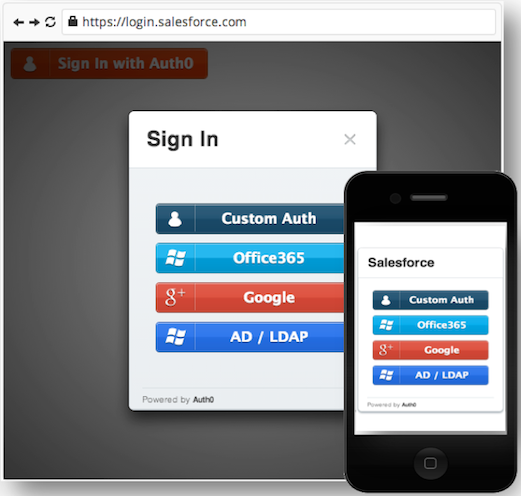 https://login.salesforce.com
Sign In with Auth0
Sign In
Custom Auth
Office365
g+ Google
AD / LDAP
Powered by Auth0
Salesforce
Custom Auth
Office365
g+ Google
AD / LDAP
Powered by Auth0